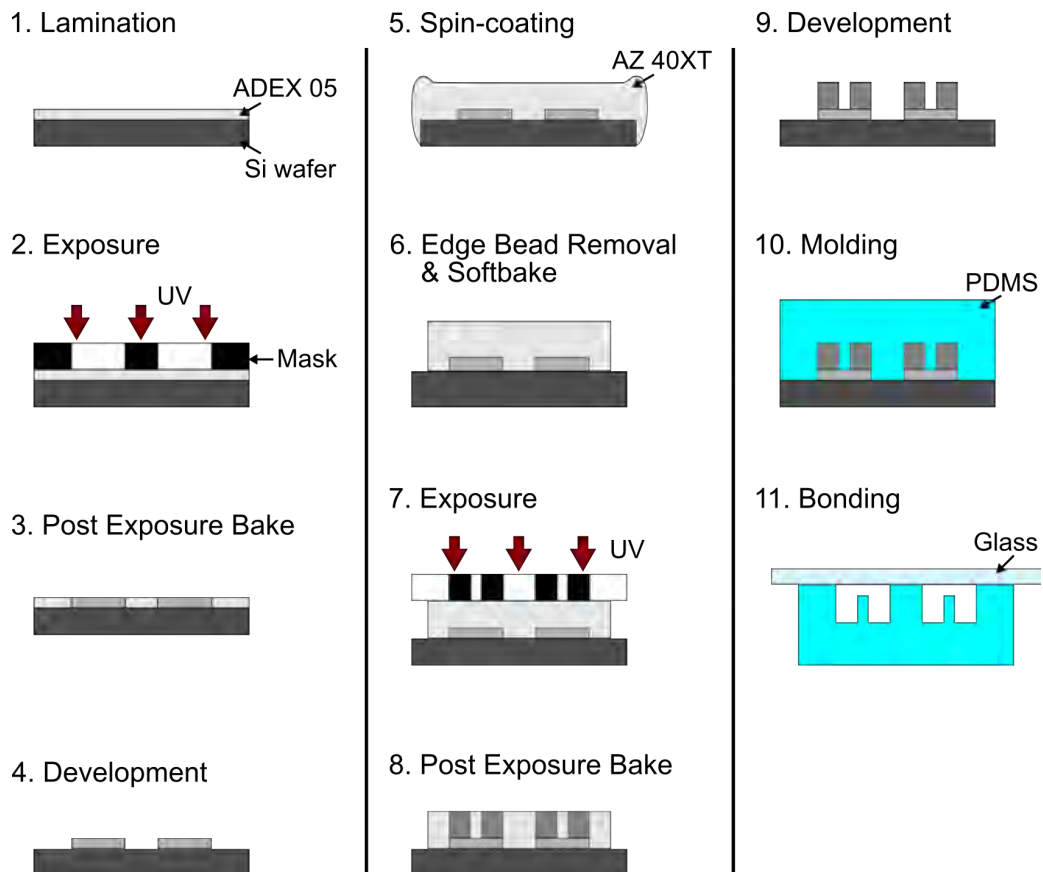 1. Lamination
ADEX 05
Si wafer
2. Exposure
UV
Mask
3. Post Exposure Bake
4. Development
5. Spin-coating
AZ 40XT
6. Edge Bead Removal
& Softbake
7. Exposure
UV
8. Post Exposure Bake
9. Development
10. Molding
PDMS
11. Bonding
Glass